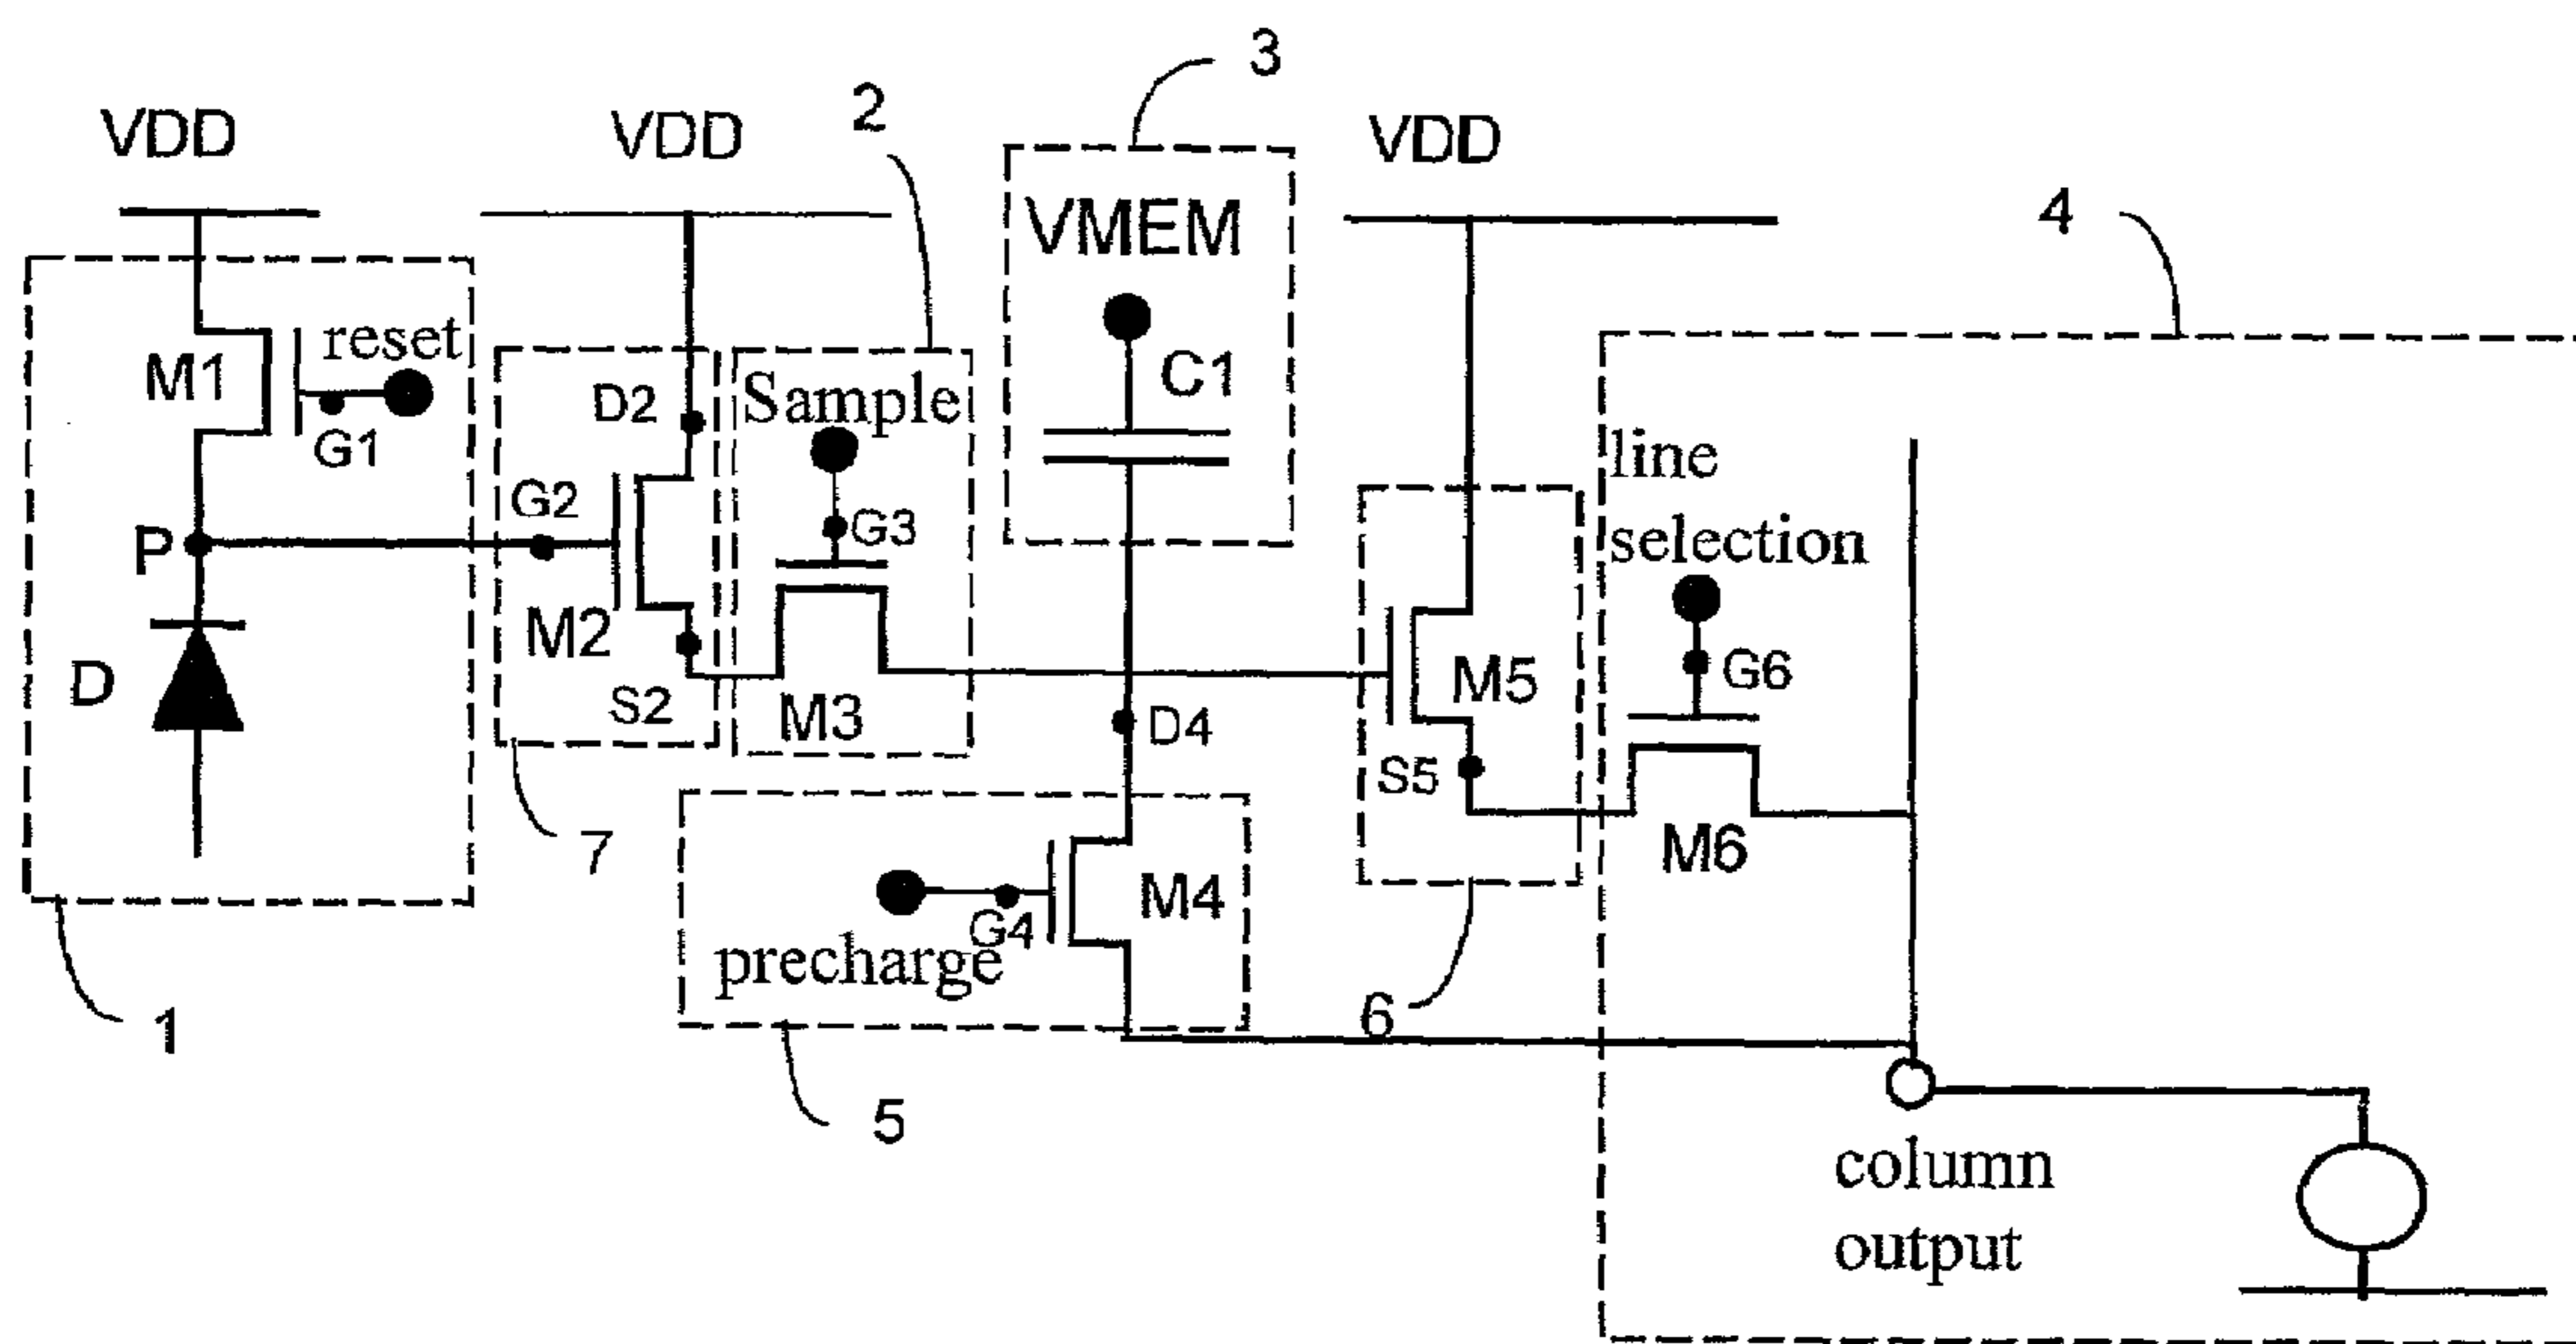 3
2
VDD
VDD
VDD
VMEM
4
reset
M1
G1
D2
Sample
C1
line
selection
G2
G3
P
M2
D
S2
M3
M5
G6
D4
S5
M6
7
M4
G4
precharge
1
6
5
column
output